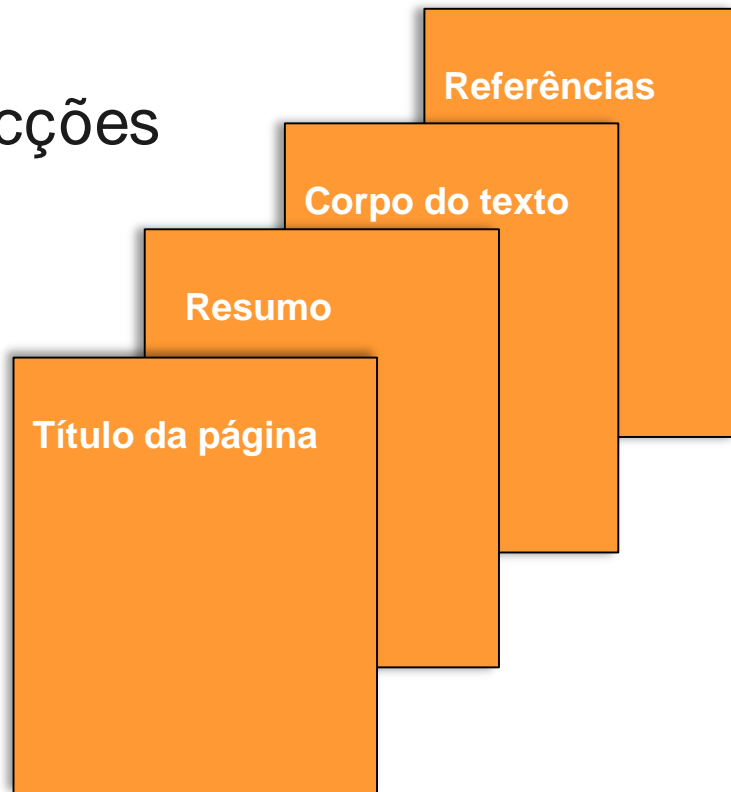 cções
Referências
Corpo do texto
Resumo
Título da página